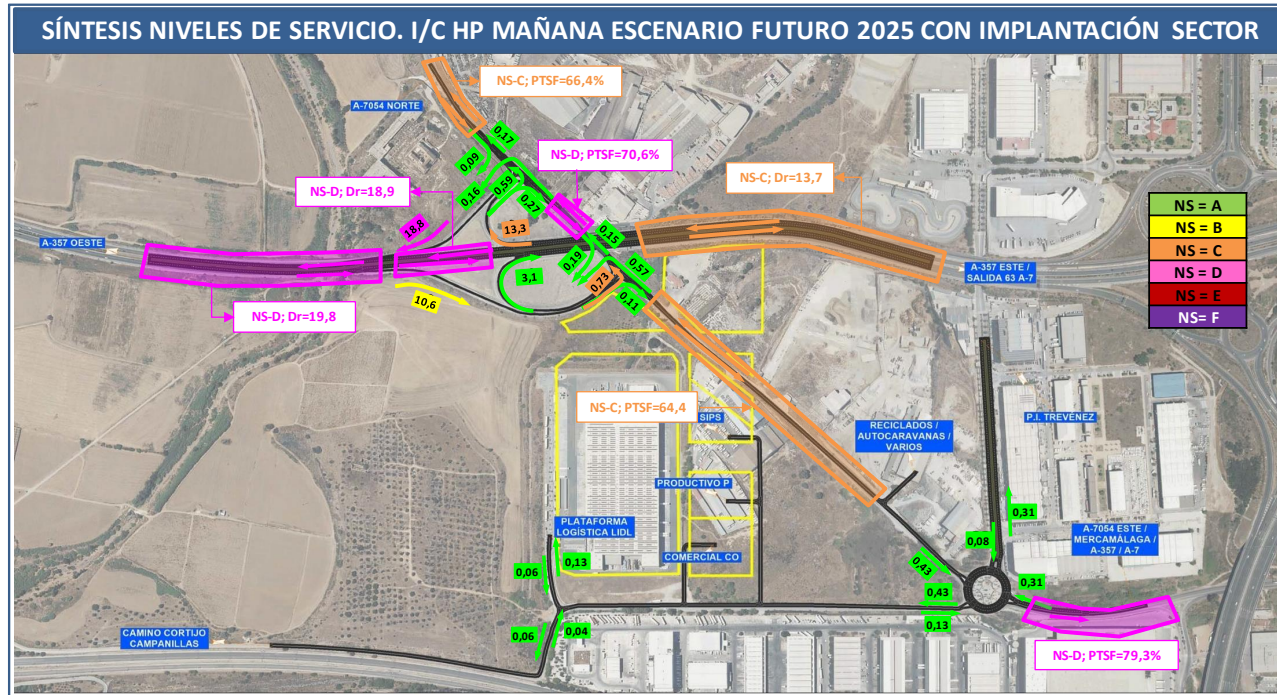 SÍNTESIS NIVELES DE SERVICIO. I/C HP MAÑANA ESCENARIO FUTURO 2025 CON IMPLANTACIÓN SECTOR
NS-C; PTSF=66,4%
A-7054 NORTE
0,17
0,09
NS-D; PTSF=70,6%
0,16
0,59
0,27
NS-D; Dr=18,9
NS-C; Dr=13,7
NS = A
NS = B
NS = C
NS = D
NS = E
NS= F
18,8
13,3
0,15
A-357 OESTE
0,19
0,57
3,1
0,73
0,11
A-357 ESTE /
SALIDA 63 A-7
10,6
NS-D; Dr=19,8
NS-C; PTSF=64,4
SIPS
P.I. TREVÉNEZ
RECICLADOS /
AUTOCARAVANAS /
VARIOS
PRODUCTIVO P
PLATAFORMA
LOGÍSTICA LIDL
0,31
A-7054 ESTE /
MERCAMÁLAGA /
A-357 / A-7
0,08
COMERCIAL CO
0,13
0,06
0,43
0,43
0,31
0,13
CAMINO CORTIJO
CAMPANILLAS
0,06
0,04
NS-D; PTSF=79,3%